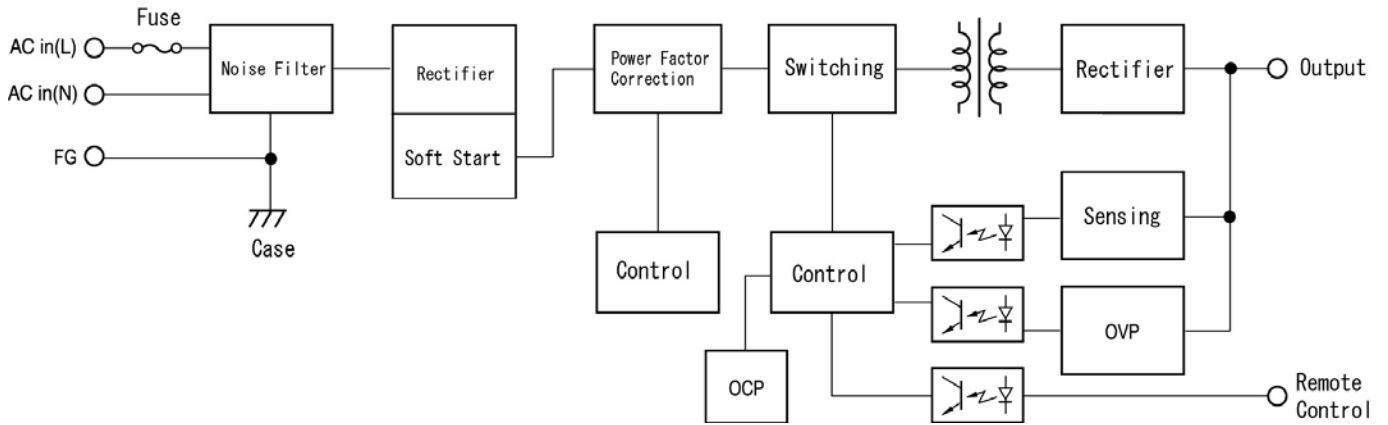 Fuse
AC in(L)
Noise Filter
AC in(N)
FG
Case
Rectifier
Soft Start
Power Factor
Correction
Control
Switching
Control
OCP
Rectifier
Output
Sensing
OVP
Remote
Control